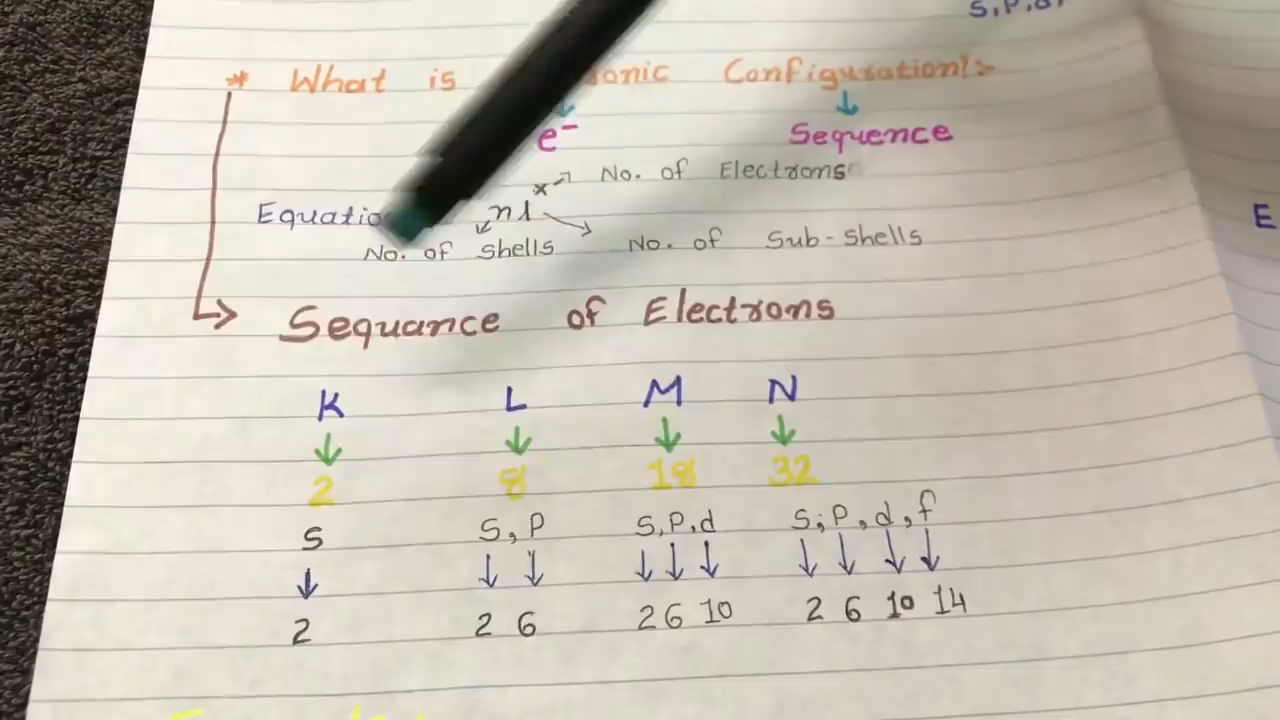 S, P, d,
* What is onic Configuration!:-
e⁻ Sequence
x → No. of Electrons
nl
No. of Shells No. of Sub-Shells
E
Sequance of Electrons
K L M N
2 8 18 32
S S, P S, P, d S, P, d, f
2 2 6 2 6 10 2 6 10 14